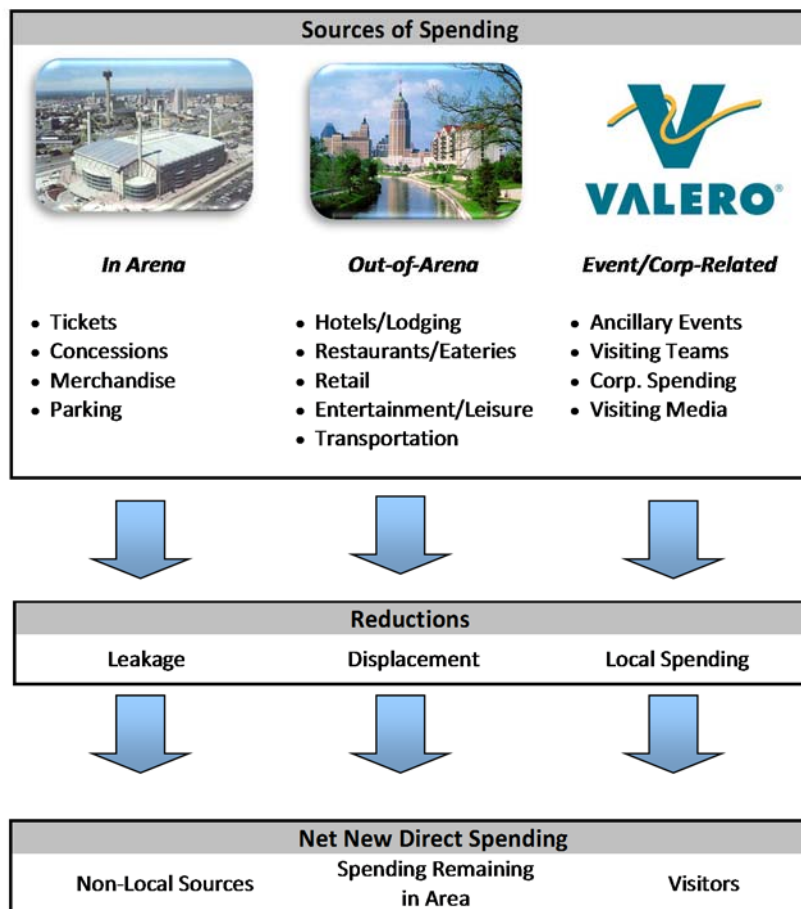 Sources of Spending
VALERO®
In Arena
Out-of-Arena
Event/Corp-Related
• Tickets
• Concessions
• Merchandise
• Parking
• Hotels/Lodging
• Restaurants/Eateries
• Retail
• Entertainment/Leisure
• Transportation
• Ancillary Events
• Visiting Teams
• Corp. Spending
• Visiting Media
Reductions
Leakage
Displacement
Local Spending
Net New Direct Spending
Non-Local Sources
Spending Remaining
in Area
Visitors